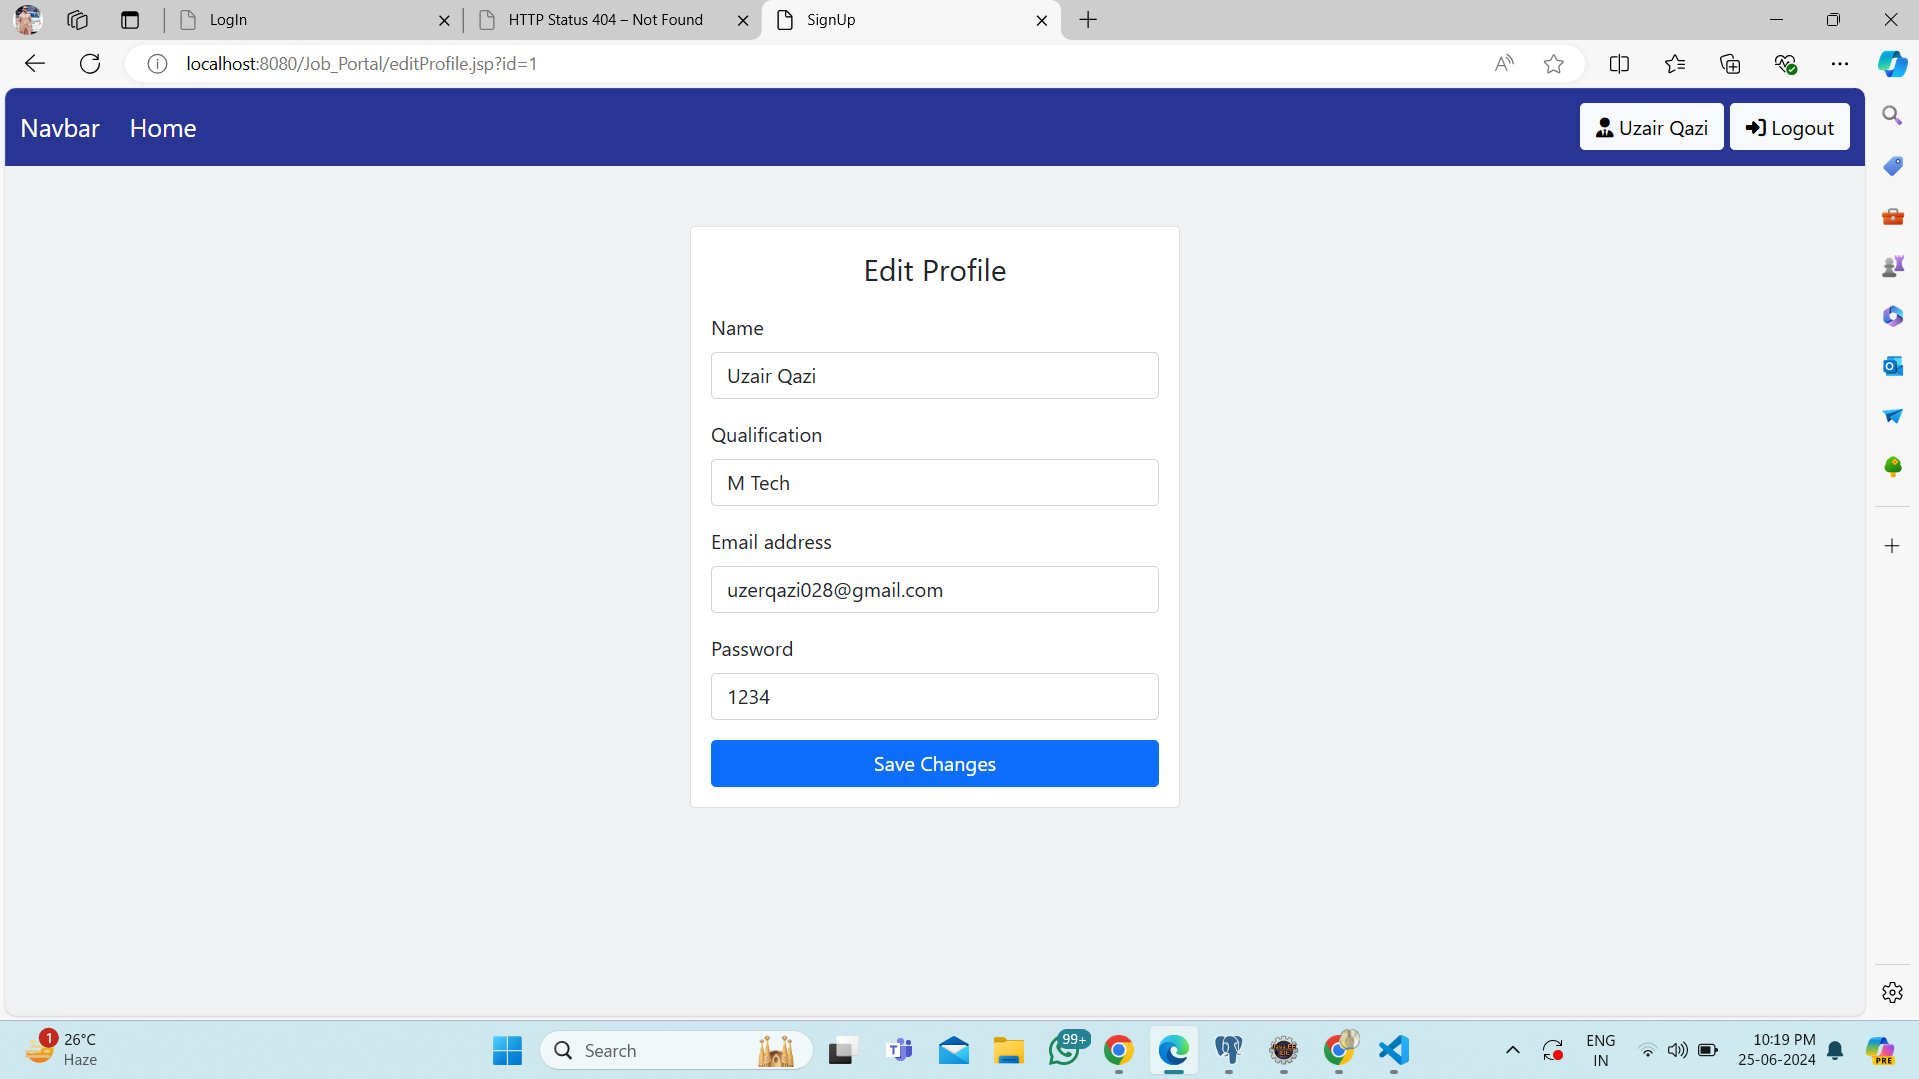 LogIn
HTTP Status 404 – Not Found
SignUp
localhost:8080/Job_Portal/editProfile.jsp?id=1
Navbar
Home
Uzair Qazi
Logout
Edit Profile
Name
Uzair Qazi
Qualification
M Tech
Email address
uzerqazi028@gmail.com
Password
1234
Save Changes
1
26°C
Haze
Search
99+
ENG
IN
10:19 PM
25-06-2024
PRE